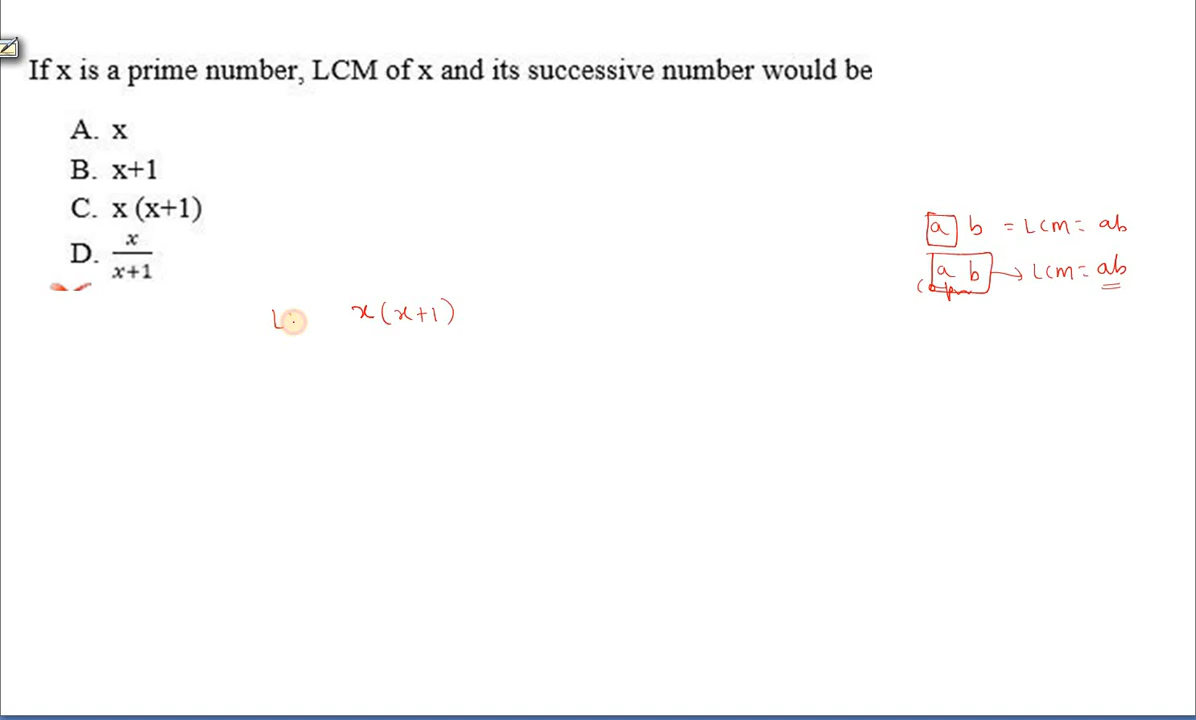 If x is a prime number, LCM of x and its successive number would be
A. x
B. x+1
C. x (x+1)
D. x/x+1
a b = LCM = ab
a b → LCM = ab
x(x+1)